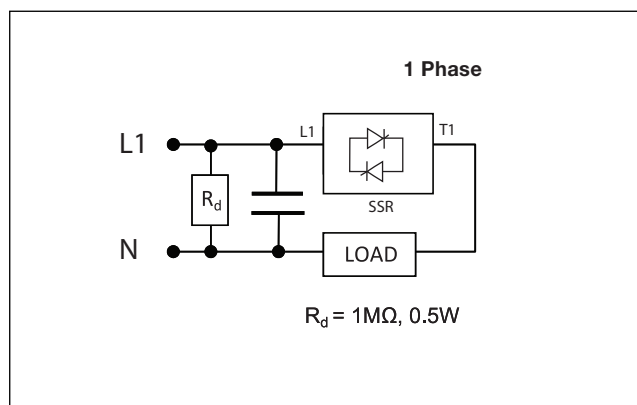 1 Phase
L1
L1
T1
R_d
SSR
N
LOAD
R_d = 1MΩ, 0.5W